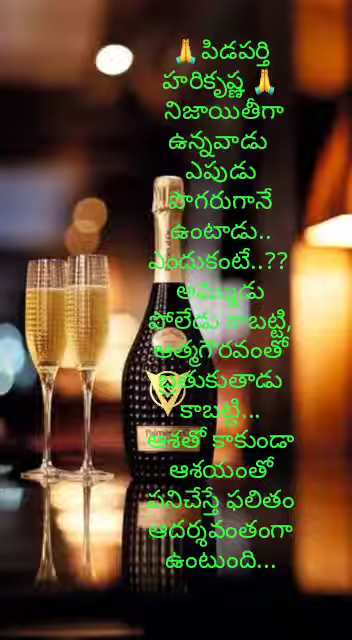 🙏పిడపర్తి
హరికృష్ణ 🙏
నిజాయితీగా
ఉన్నవాడు
ఎపుడు
పొగరుగానే
ఉంటాడు..
ఎందుకంటే..??
అమ్ముడు
పోలేడు కాబట్టి,
ఆత్మగౌరవంతో
బ్రతుకుతాడు
కాబట్టి...
ఆశతో కాకుండా
ఆశయంతో
పనిచేస్తే ఫలితం
ఆదర్శవంతంగా
ఉంటుంది...